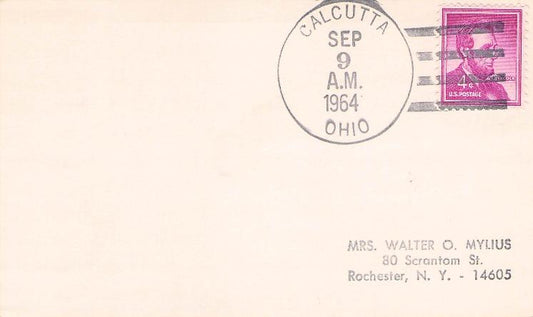 CALCUTTA
SEP
9
A.M.
1964
OHIO
4¢
U.S. POSTAGE
MRS. WALTER O. MYLIUS
80 Scrantom St.
Rochester, N. Y. - 14605